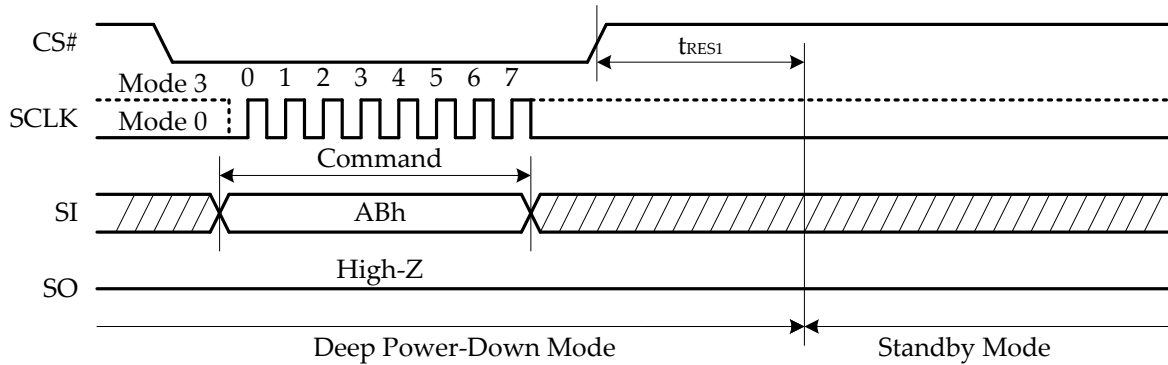 CS#
tRES1
Mode 3
0 1 2 3 4 5 6 7
SCLK
Mode 0
Command
SI
ABh
High-Z
SO
Deep Power-Down Mode
Standby Mode